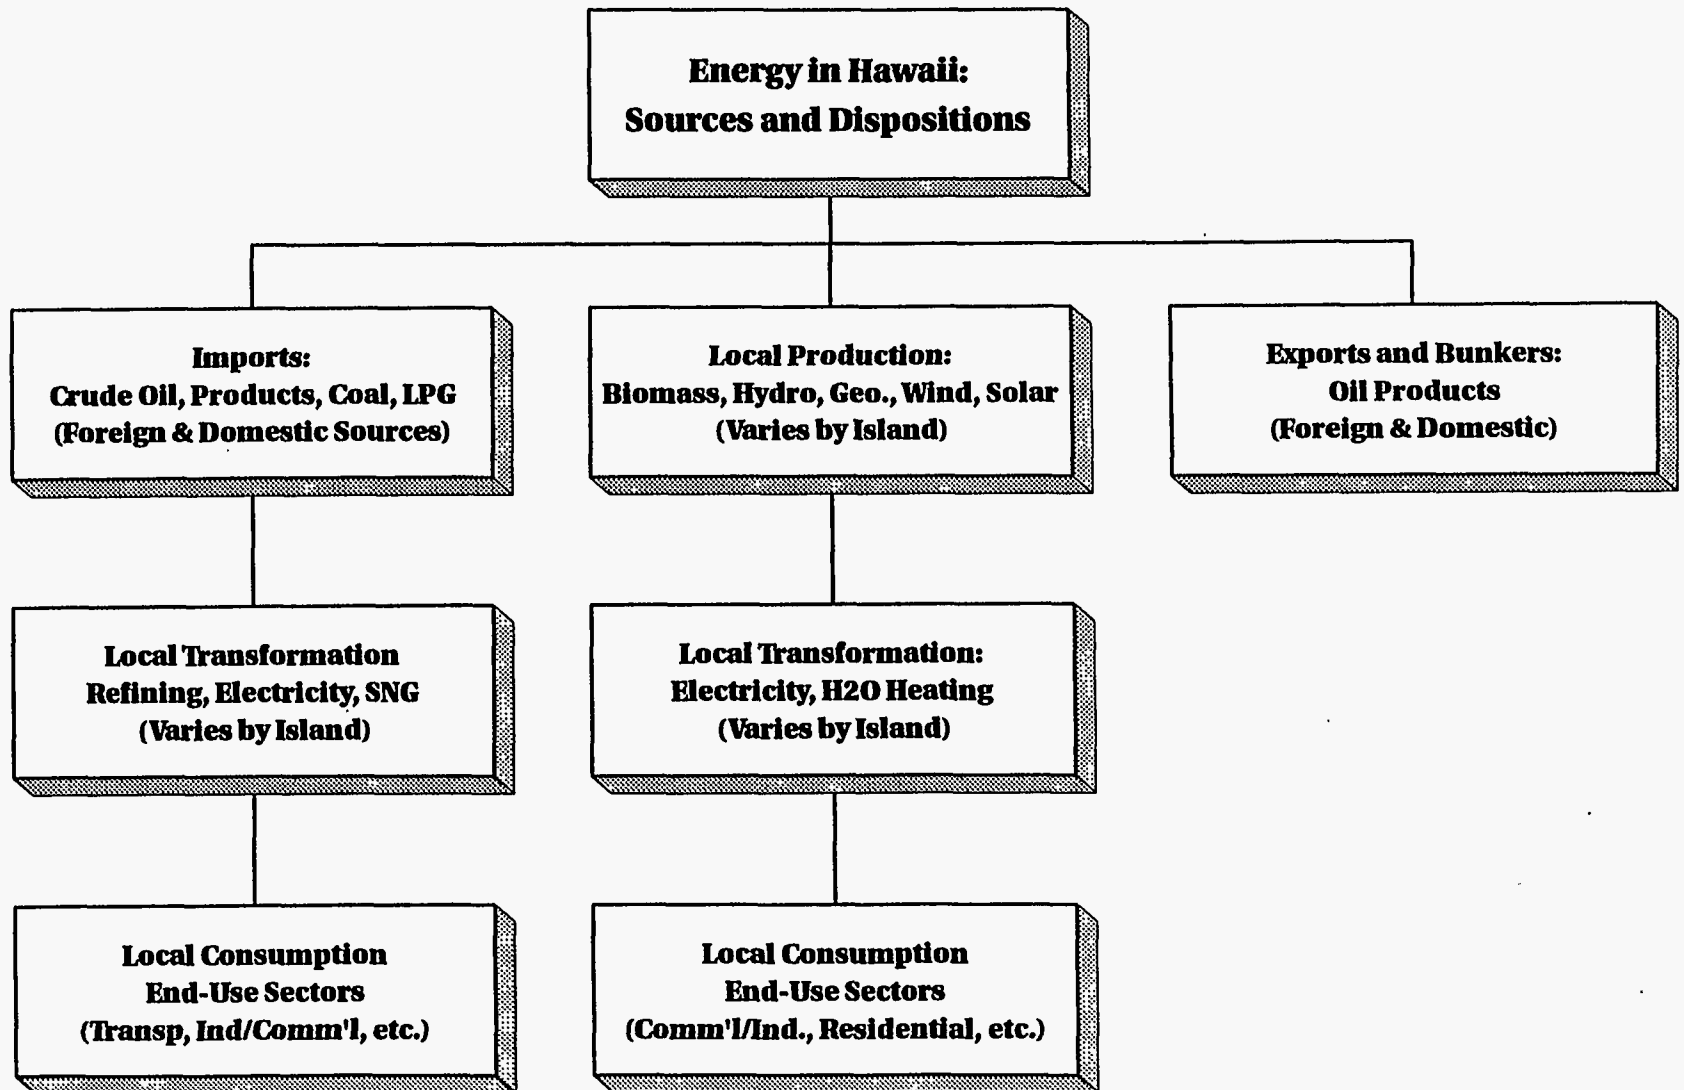 Energy in Hawaii:
Sources and Dispositions
Imports:
Crude Oil, Products, Coal, LPG
(Foreign & Domestic Sources)
Local Production:
Biomass, Hydro, Geo., Wind, Solar
(Varies by Island)
Exports and Bunkers:
Oil Products
(Foreign & Domestic)
Local Transformation
Refining, Electricity, SNG
(Varies by Island)
Local Transformation:
Electricity, H2O Heating
(Varies by Island)
Local Consumption
End-Use Sectors
(Transp, Ind/Comm'l, etc.)
Local Consumption
End-Use Sectors
(Comm'l/Ind., Residential, etc.)